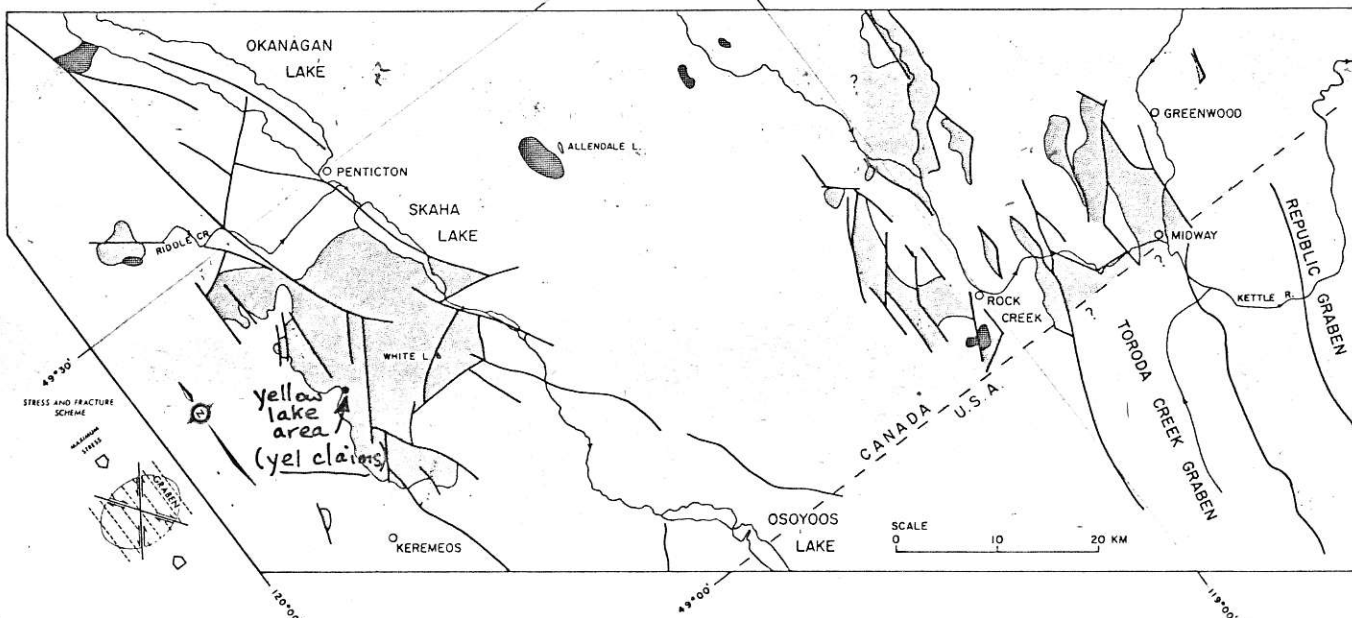 OKANAGAN
LAKE
GREENWOOD
ALLENDALE L.
PENTICTON
SKAHA
LAKE
RIDDLE CR.
MIDWAY
REPUBLIC GRABEN
ROCK
CREEK
KETTLE R.
WHITE L.
49°30'
STRESS AND FRACTURE
SCHEME
MAXIMUM
STRESS
GRABEN
N
yellow
lake
area
(yel claims)
?
?
?
CANADA
U.S.A.
TORODA CREEK GRABEN
KEREMEOS
OSOYOOS
LAKE
SCALE
0 10 20 KM
120°00'
49°00'
119°00'